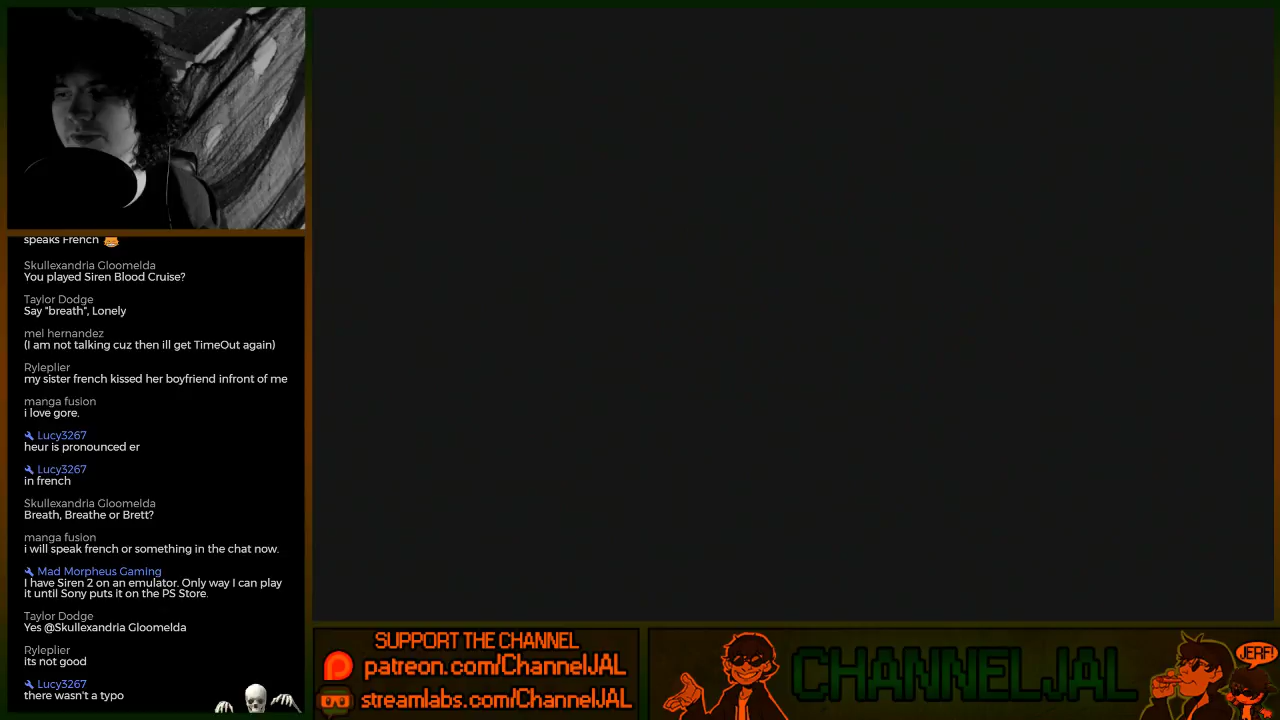 speaks French
Skullexandria Gloomelda
You played Siren Blood Cruise?
Taylor Dodge
Say "breath", Lonely
mel hernandez
(I am not talking cuz then ill get TimeOut again)
Ryleplier
my sister french kissed her boyfriend infront of me
manga fusion
i love gore.
Lucy3267
heur is pronounced er
Lucy3267
in french
Skullexandria Gloomelda
Breath, Breathe or Brett?
manga fusion
i will speak french or something in the chat now.
Mad Morpheus Gaming
I have Siren 2 on an emulator. Only way I can play
it until Sony puts it on the PS Store.
Taylor Dodge
Yes @Skullexandria Gloomelda
Ryleplier
its not good
Lucy3267
there wasn't a typo
SUPPORT THE CHANNEL
patreon.com/ChannelJAL
streamlabs.com/ChannelJAL
CHANNELJAL
JERF!